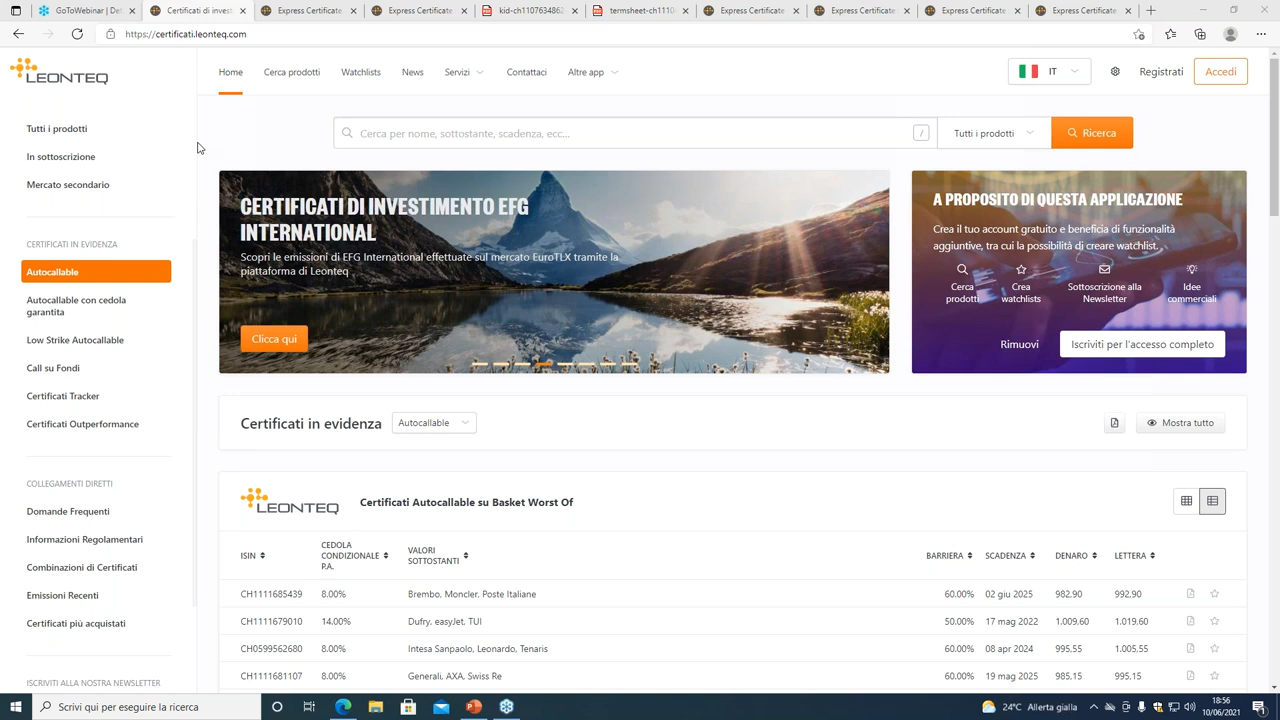 GoToWebinar | Det
Certificati di inves
Express Certificate
Express Certificate
kid-ch1107634862
termsheet-ch1110
Express Certificate
Express Certificate
Express Certificate
Express Certificate
https://certificati.leonteq.com
LEONTEQ
Home
Cerca prodotti
Watchlists
News
Servizi
Contattaci
Altre app
IT
Registrati
Accedi
Cerca per nome, sottostante, scadenza, ecc...
/
Tutti i prodotti
Ricerca
Tutti i prodotti
In sottoscrizione
Mercato secondario
CERTIFICATI IN EVIDENZA
Autocallable
Autocallable con cedola
garantita
Low Strike Autocallable
Call su Fondi
Certificati Tracker
Certificati Outperformance
COLLEGAMENTI DIRETTI
Domande Frequenti
Informazioni Regolamentari
Combinazioni di Certificati
Emissioni Recenti
Certificati più acquistati
ISCRIVITI ALLA NOSTRA NEWSLETTER
CERTIFICATI DI INVESTIMENTO EFG
INTERNATIONAL
Scopri le emissioni di EFG International effettuate sul mercato EuroTLX tramite la
piattaforma di Leonteq
Clicca qui
A PROPOSITO DI QUESTA APPLICAZIONE
Crea il tuo account gratuito e beneficia di funzionalità
aggiuntive, tra cui la possibilità di creare watchlist.
Cerca
prodotti
Crea
watchlists
Sottoscrizione alla
Newsletter
Idee
commerciali
Rimuovi
Iscriviti per l'accesso completo
Certificati in evidenza
Autocallable
Mostra tutto
LEONTEQ
Certificati Autocallable su Basket Worst Of
ISIN
CEDOLA
CONDIZIONALE
P.A.
VALORI
SOTTOSTANTI
BARRIERA
SCADENZA
DENARO
LETTERA
CH1111685439 8.00% Brembo, Moncler, Poste Italiane 60.00% 02 giu 2025 982,90 992,90
CH1111679010 14.00% Dufry, easyJet, TUI 50.00% 17 mag 2022 1.009,60 1.019,60
CH0599562680 8.00% Intesa Sanpaolo, Leonardo, Tenaris 60.00% 08 apr 2024 995,55 1.005,55
CH1111681107 8.00% Generali, AXA, Swiss Re 60.00% 19 mag 2025 985,15 995,15
Scrivi qui per eseguire la ricerca
24°C Allerta gialla
18:56
10/06/2021